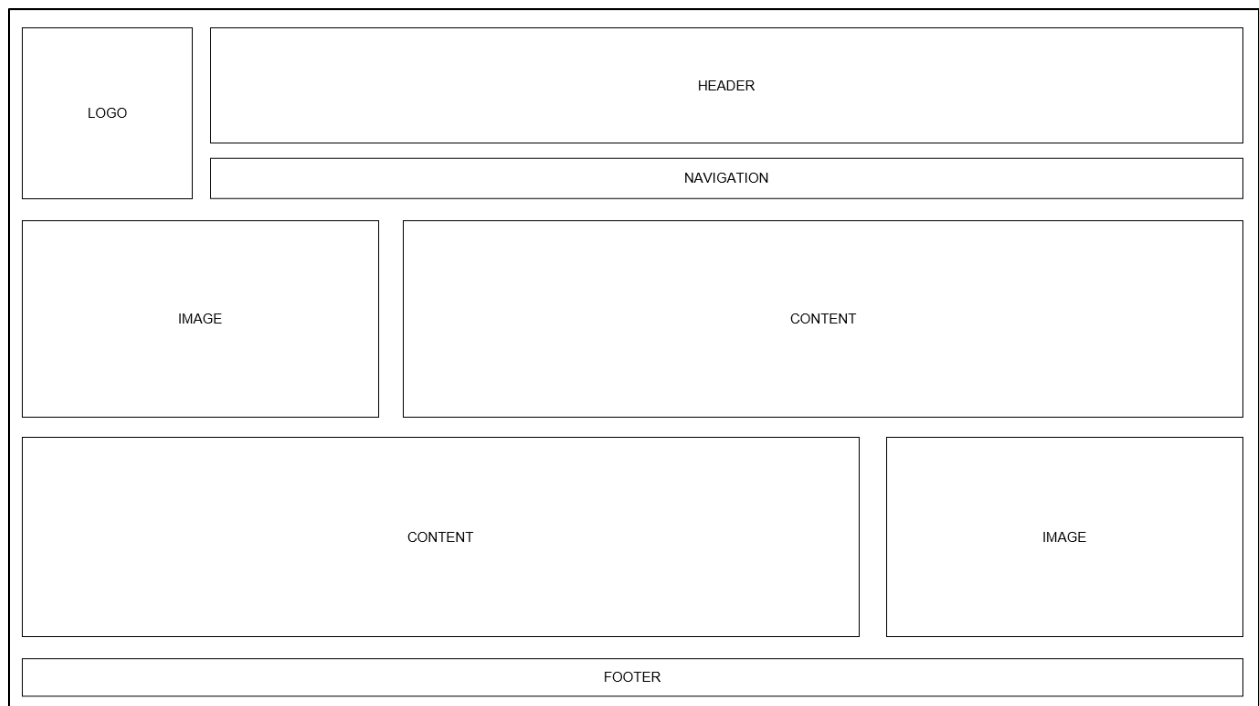 LOGO
HEADER
NAVIGATION
IMAGE
CONTENT
CONTENT
IMAGE
FOOTER